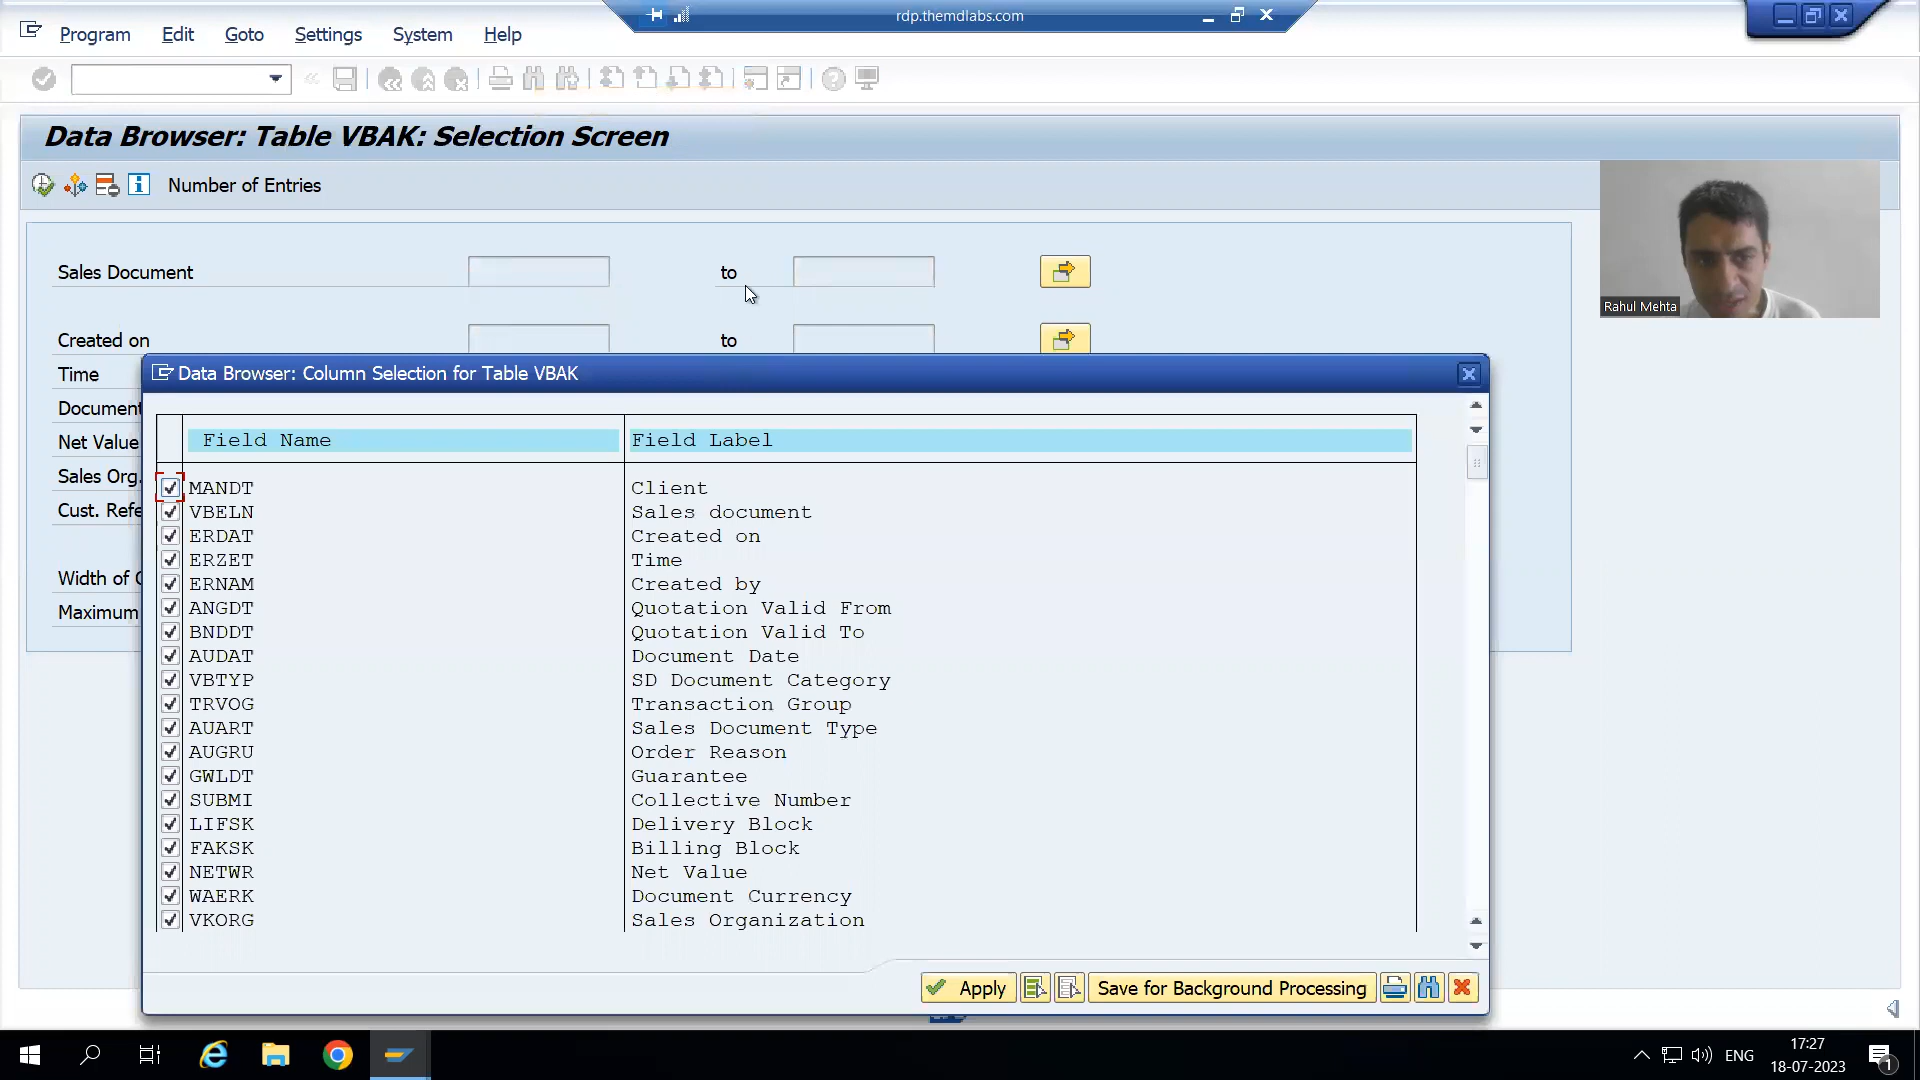 rdp.themdlabs.com
Program Edit Goto Settings System Help
Data Browser: Table VBAK: Selection Screen
Number of Entries
Sales Document to
Created on to
Time
Document
Net Value
Sales Org.
Cust. Refe
Width of
Maximum
Rahul Mehta
Data Browser: Column Selection for Table VBAK
Field Name Field Label
MANDT Client
VBELN Sales document
ERDAT Created on
ERZET Time
ERNAM Created by
ANGDT Quotation Valid From
BNDDT Quotation Valid To
AUDAT Document Date
VBTYP SD Document Category
TRVOG Transaction Group
AUART Sales Document Type
AUGRU Order Reason
GWLDT Guarantee
SUBMI Collective Number
LIFSK Delivery Block
FAKSK Billing Block
NETWR Net Value
WAERK Document Currency
VKORG Sales Organization
Apply Save for Background Processing
ENG
17:27
18-07-2023
1